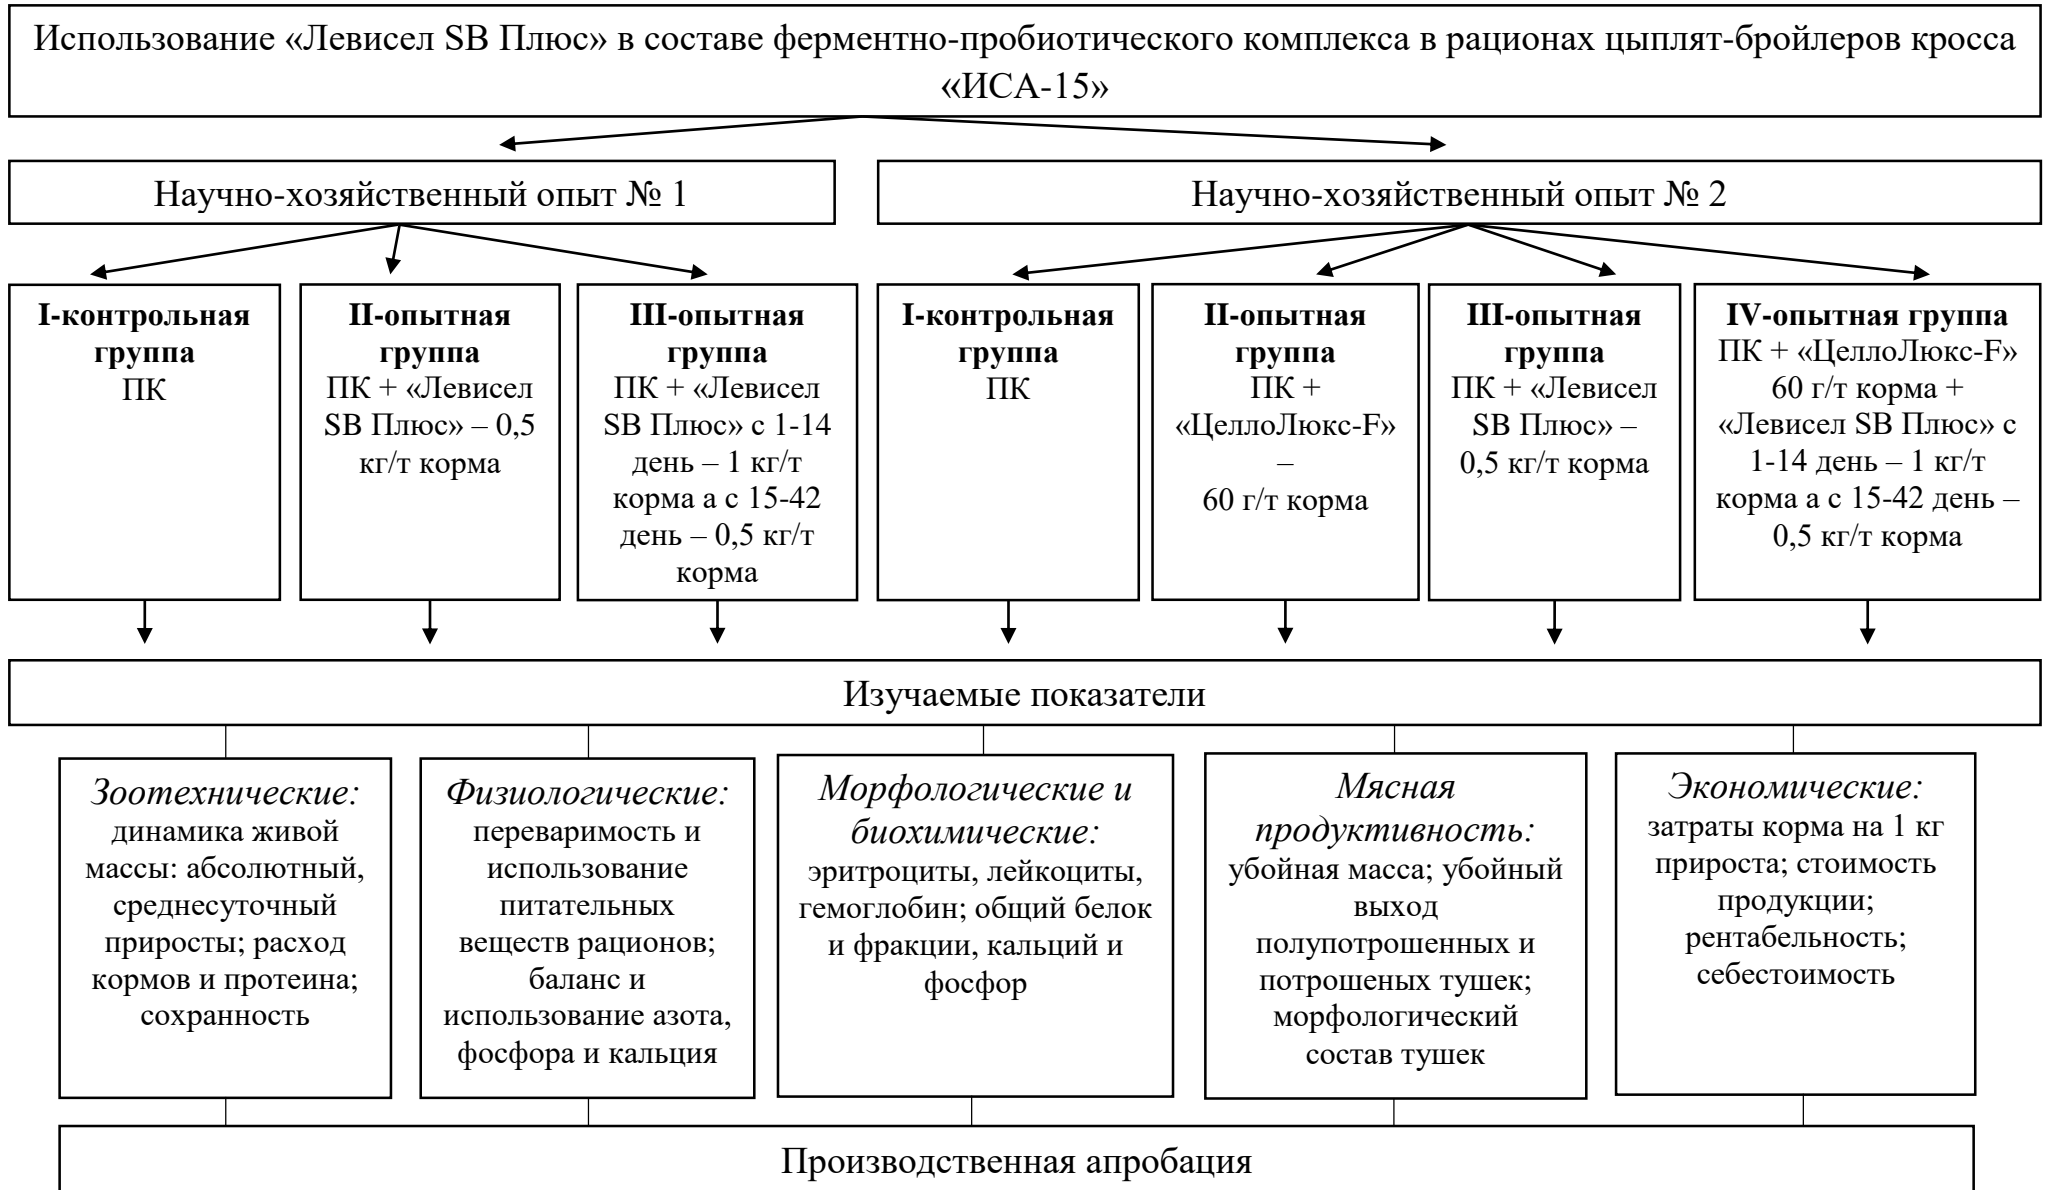 Использование «Левисел SB Плюс» в составе ферментно-пробиотического комплекса в рационах цыплят-бройлеров кросса
«ИСА-15»
Научно-хозяйственный опыт № 1
Научно-хозяйственный опыт № 2
I-контрольная
группа
ПК
II-опытная
группа
ПК + «Левисел
SB Плюс» – 0,5
кг/т корма
III-опытная
группа
ПК + «Левисел
SB Плюс» с 1-14
день – 1 кг/т
корма а с 15-42
день – 0,5 кг/т
корма
I-контрольная
группа
ПК
II-опытная
группа
ПК +
«ЦеллоЛюкс-F»
–
60 г/т корма
III-опытная
группа
ПК + «Левисел
SB Плюс» –
0,5 кг/т корма
IV-опытная группа
ПК + «ЦеллоЛюкс-F»
60 г/т корма +
«Левисел SB Плюс» с
1-14 день – 1 кг/т
корма а с 15-42 день –
0,5 кг/т корма
Изучаемые показатели
Зоотехнические:
динамика живой
массы: абсолютный,
среднесуточный
приросты; расход
кормов и протеина;
сохранность
Физиологические:
переваримость и
использование
питательных
веществ рационов;
баланс и
использование азота,
фосфора и кальция
Морфологические и
биохимические:
эритроциты, лейкоциты,
гемоглобин; общий белок
и фракции, кальций и
фосфор
Мясная
продуктивность:
убойная масса; убойный
выход
полупотрошенных и
потрошеных тушек;
морфологический
состав тушек
Экономические:
затраты корма на 1 кг
прироста; стоимость
продукции;
рентабельность;
себестоимость
Производственная апробация